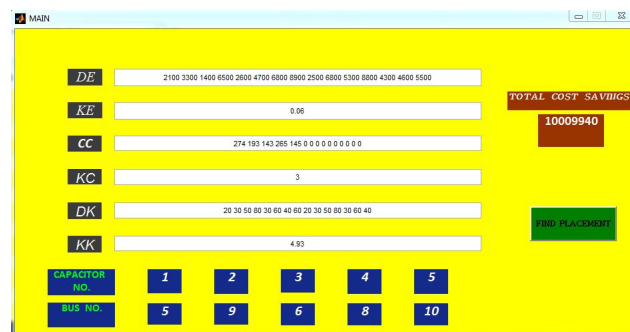 MAIN
DE 2100 3300 1400 6500 2600 4700 6800 8900 2500 6800 5300 8800 4300 4600 5500
KE 0.06
TOTAL COST SAVINGS
10009940
CC 274 193 143 265 145 0 0 0 0 0 0 0 0 0 0
KC 3
DK 20 30 50 80 30 60 40 60 20 30 50 80 30 60 40
FIND PLACEMENT
KK 4.93
CAPACITOR NO. 1 2 3 4 5
BUS NO. 5 9 6 8 10